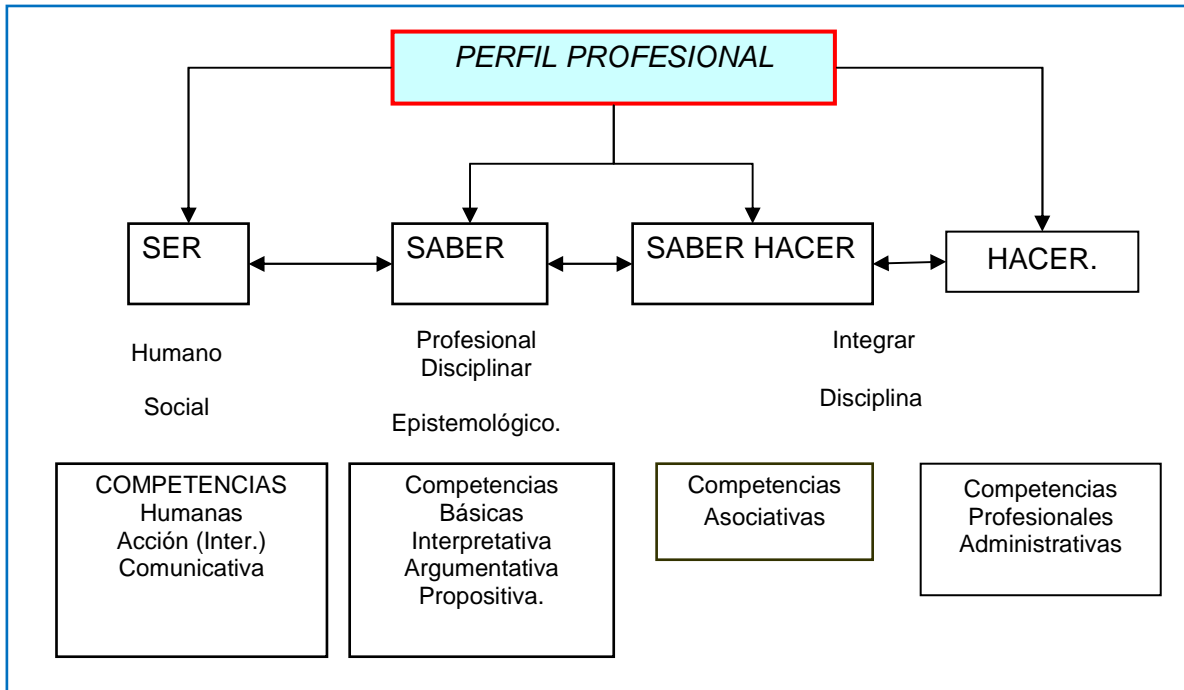 PERFIL PROFESIONAL
SER
SABER
SABER HACER
HACER.
Humano
Social
Profesional
Disciplinar
Epistemológico.
Integrar
Disciplina
COMPETENCIAS
Humanas
Acción (Inter.)
Comunicativa
Competencias
Básicas
Interpretativa
Argumentativa
Propositiva.
Competencias
Asociativas
Competencias
Profesionales
Administrativas